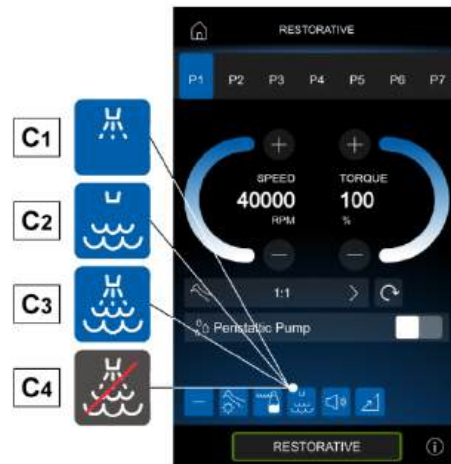 RESTORATIVE
P1 P2 P3 P4 P5 P6 P7
C1
C2
C3
C4
SPEED
40000
RPM
TORQUE
100
%
1:1
Peristaltic Pump
RESTORATIVE